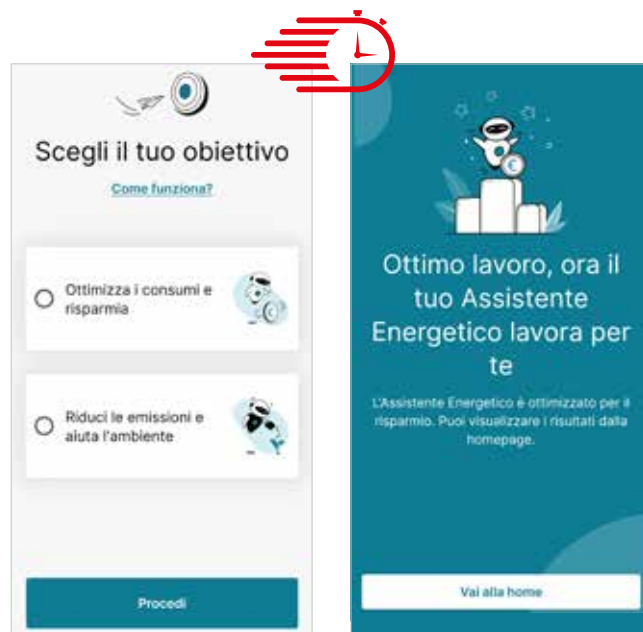 Scegli il tuo obiettivo
Come funziona?
Ottimizza i consumi e
risparmia
Riduci le emissioni e
aiuta l'ambiente
Procedi
€
Ottimo lavoro, ora il
tuo Assistente
Energetico lavora per
te
L'Assistente Energetico è ottimizzato per il
risparmio. Puoi visualizzare i risultati dalla
homepage.
Vai alla home